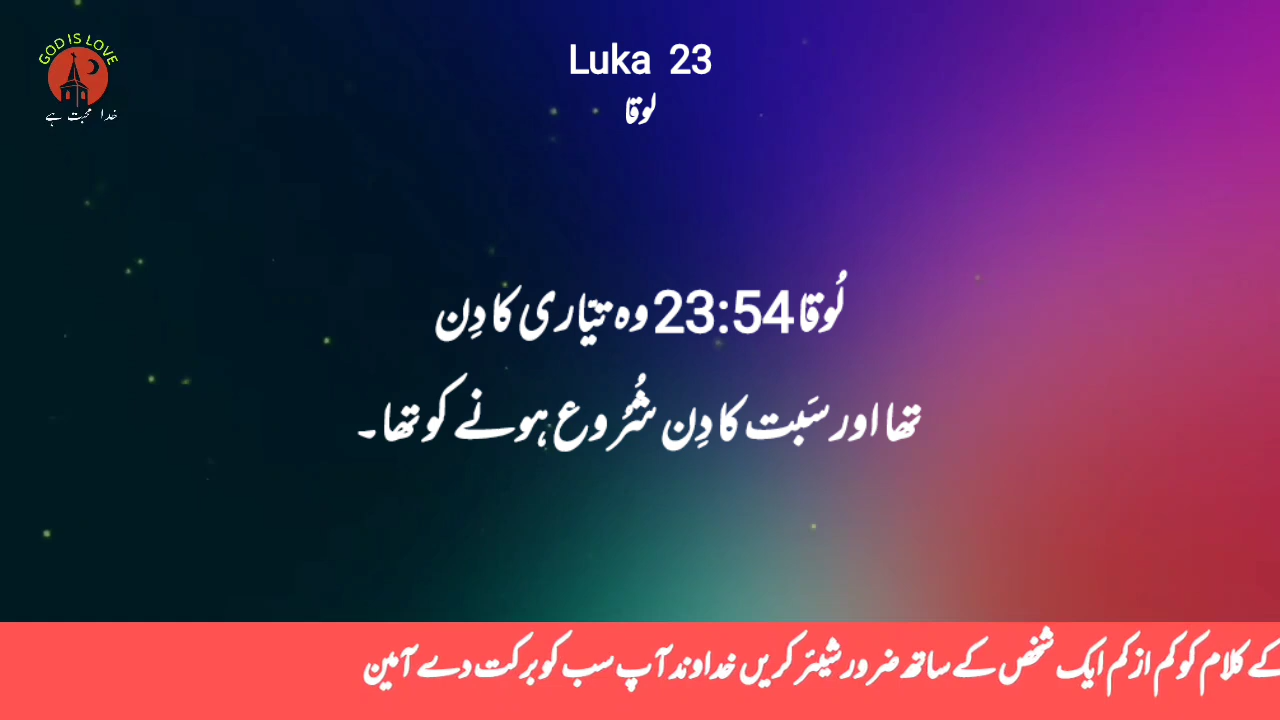 GOD IS LOVE
خدا محبت ہے
Luka 23
لوقا
لُوقا 23:54 وہ تیّاری کا دِن
تھا اور سَبت کا دِن شُرُوع ہونے کو تھا۔
کے کلام کو کم از کم ایک شخص کے ساتھ ضرور شیئر کریں خداوند آپ سب کو برکت دے آمین